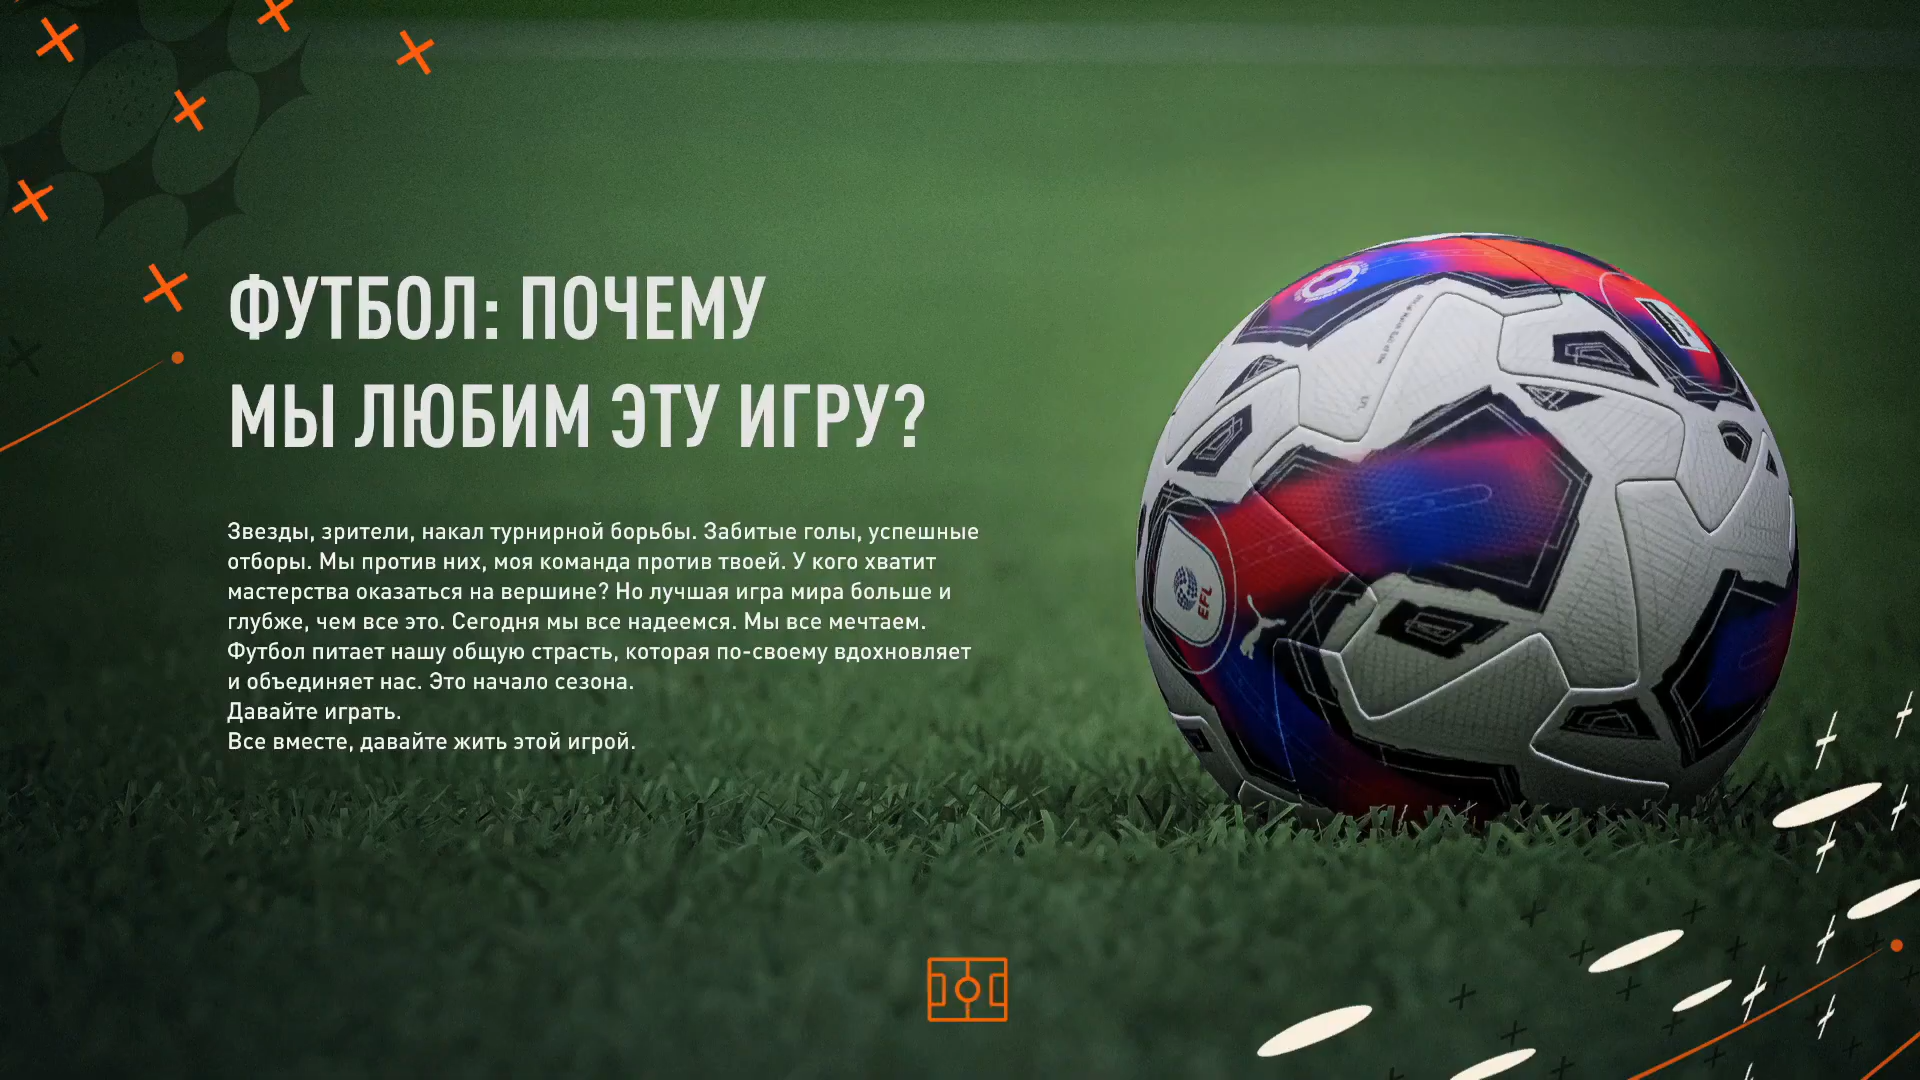 ФУТБОЛ: ПОЧЕМУ
МЫ ЛЮБИМ ЭТУ ИГРУ?
Звезды, зрители, накал турнирной борьбы. Забитые голы, успешные
отборы. Мы против них, моя команда против твоей. У кого хватит
мастерства оказаться на вершине? Но лучшая игра мира больше и
глубже, чем все это. Сегодня мы все надеемся. Мы все мечтаем.
Футбол питает нашу общую страсть, которая по-своему вдохновляет
и объединяет нас. Это начало сезона.
Давайте играть.
Все вместе, давайте жить этой игрой.
EFL